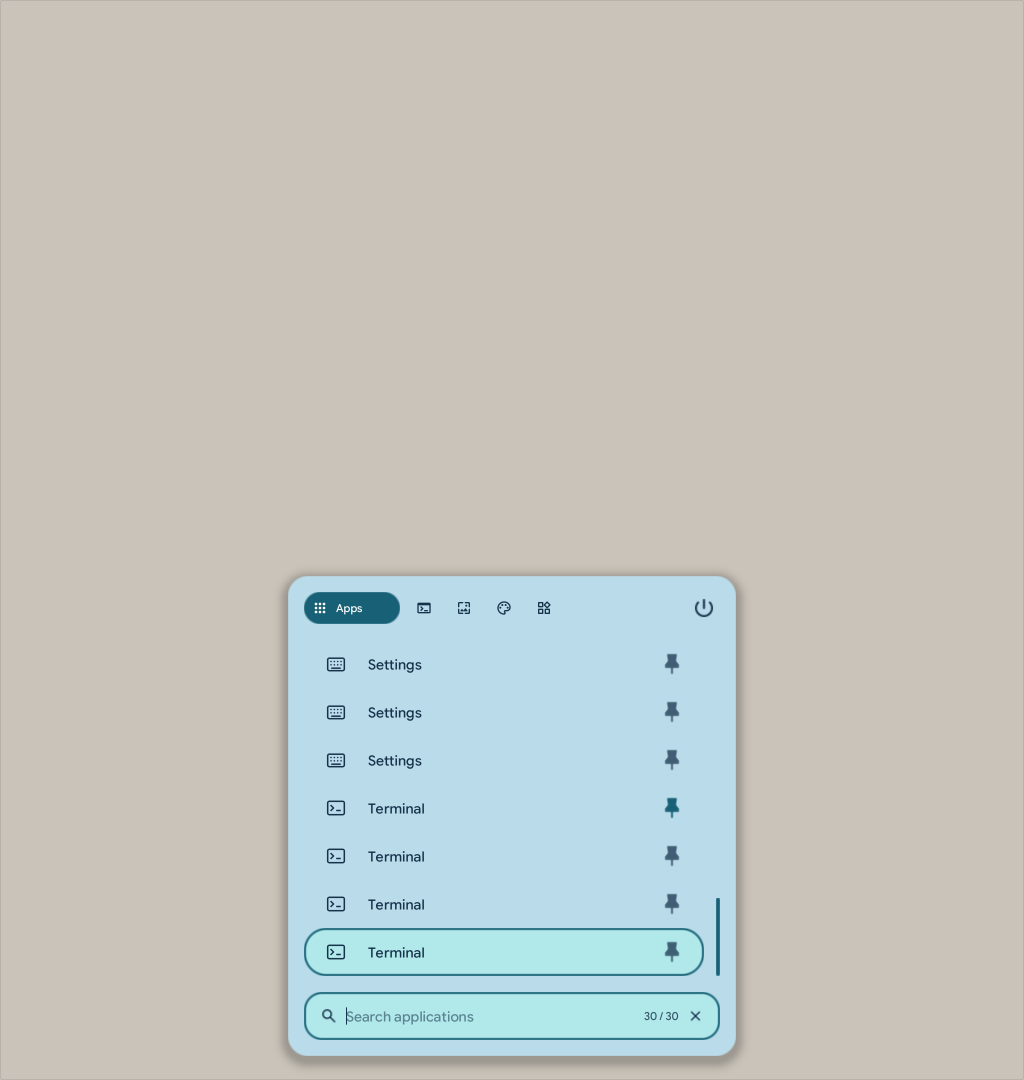 Apps
Settings
Settings
Settings
Terminal
Terminal
Terminal
Terminal
Search applications 30 / 30